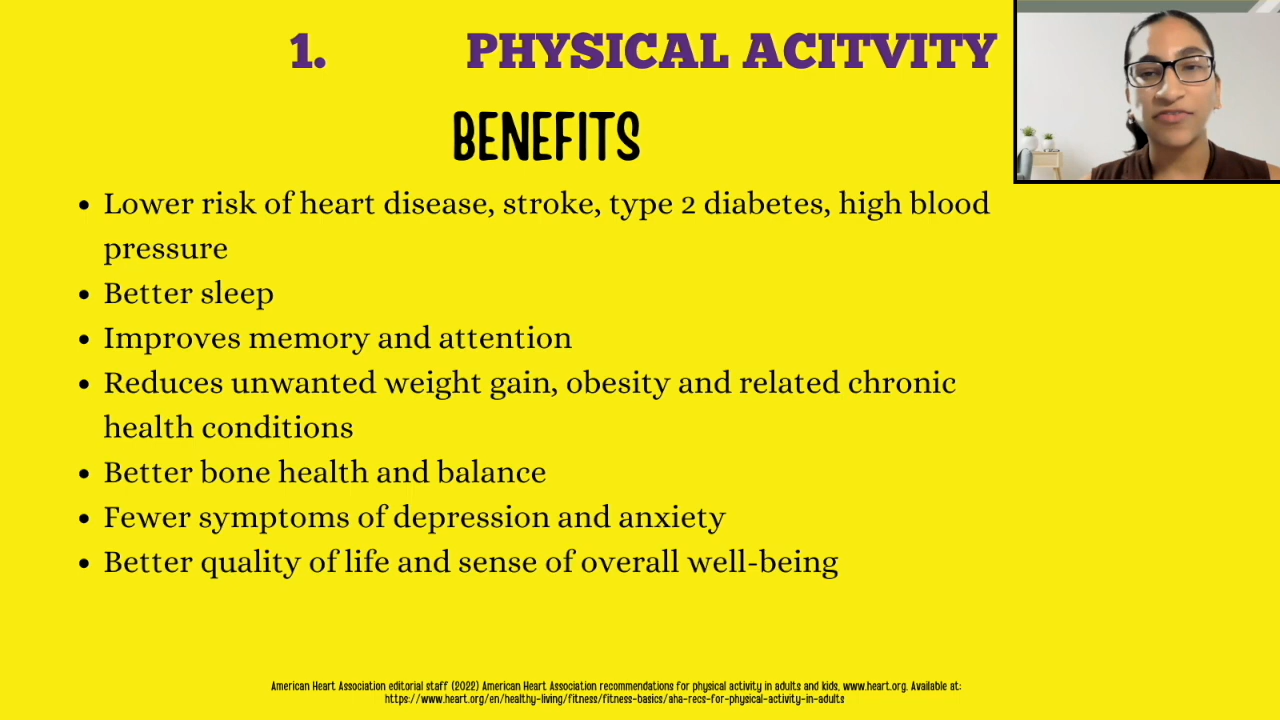 1. PHYSICAL ACITVITY
BENEFITS
• Lower risk of heart disease, stroke, type 2 diabetes, high blood
pressure
• Better sleep
• Improves memory and attention
• Reduces unwanted weight gain, obesity and related chronic
health conditions
• Better bone health and balance
• Fewer symptoms of depression and anxiety
• Better quality of life and sense of overall well-being
American Heart Association editorial staff (2022) American Heart Association recommendations for physical activity in adults and kids, www.heart.org. Available at:
https://www.heart.org/en/healthy-living/fitness/fitness-basics/aha-recs-for-physical-activity-in-adults